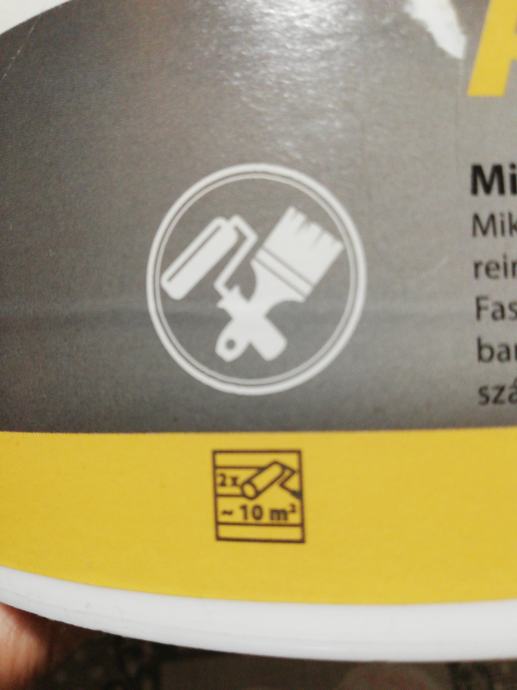 Mi
Mik
rein
Fas
bar
szá
2x
~ 10 m²